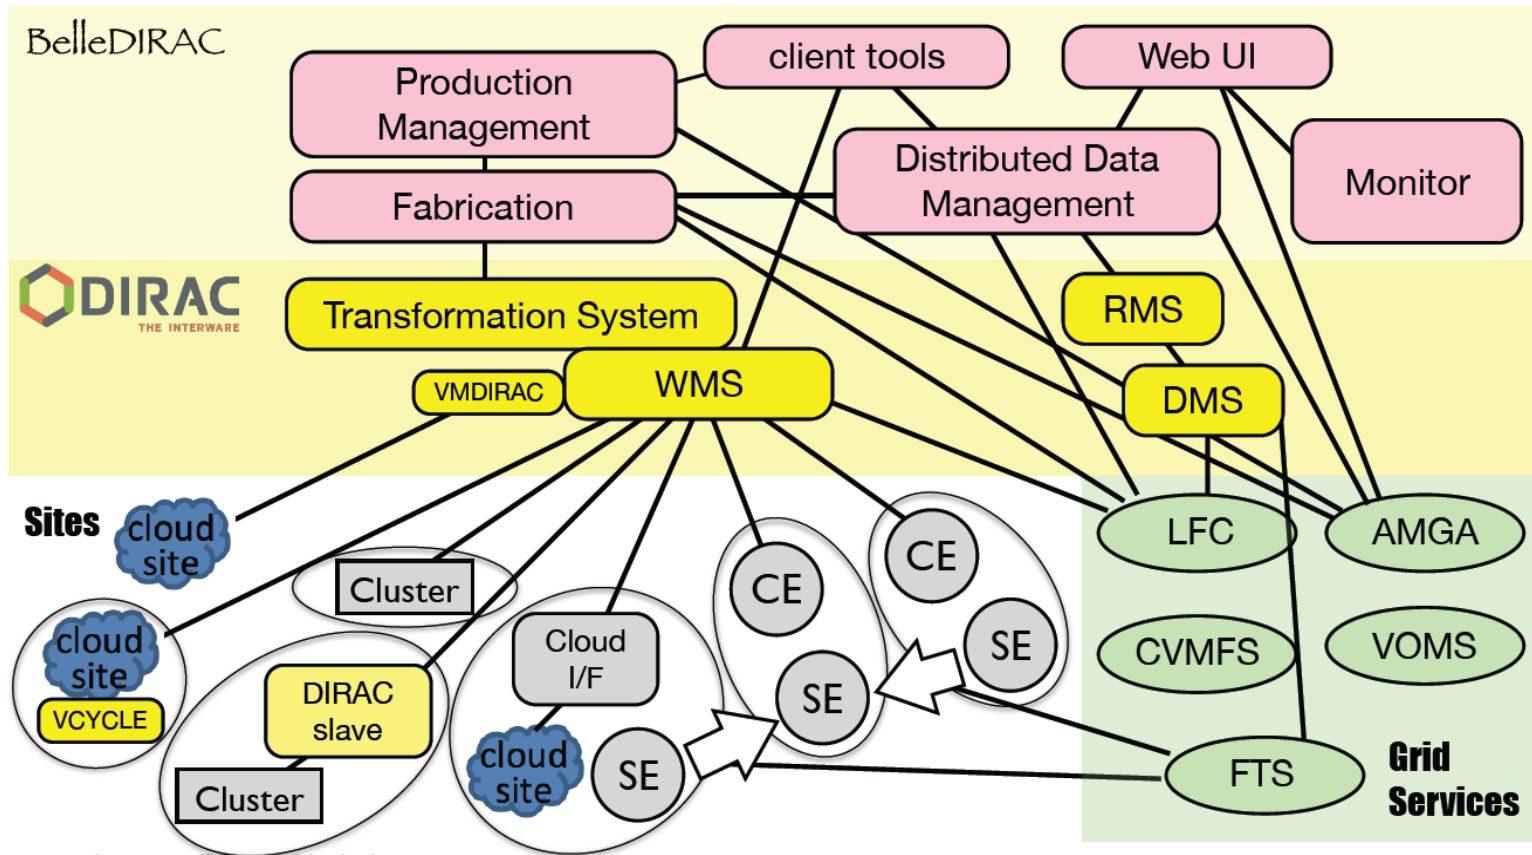 BelleDIRAC
client tools
Web UI
Production
Management
Distributed Data
Management
Monitor
Fabrication
DIRAC
THE INTERWARE
Transformation System
RMS
VMDIRAC
WMS
DMS
Sites
cloud
site
LFC
AMGA
CE
CE
Cluster
cloud
site
VCYCLE
Cloud
I/F
SE
CVMFS
VOMS
DIRAC
slave
SE
cloud
site
SE
Cluster
FTS
Grid
Services